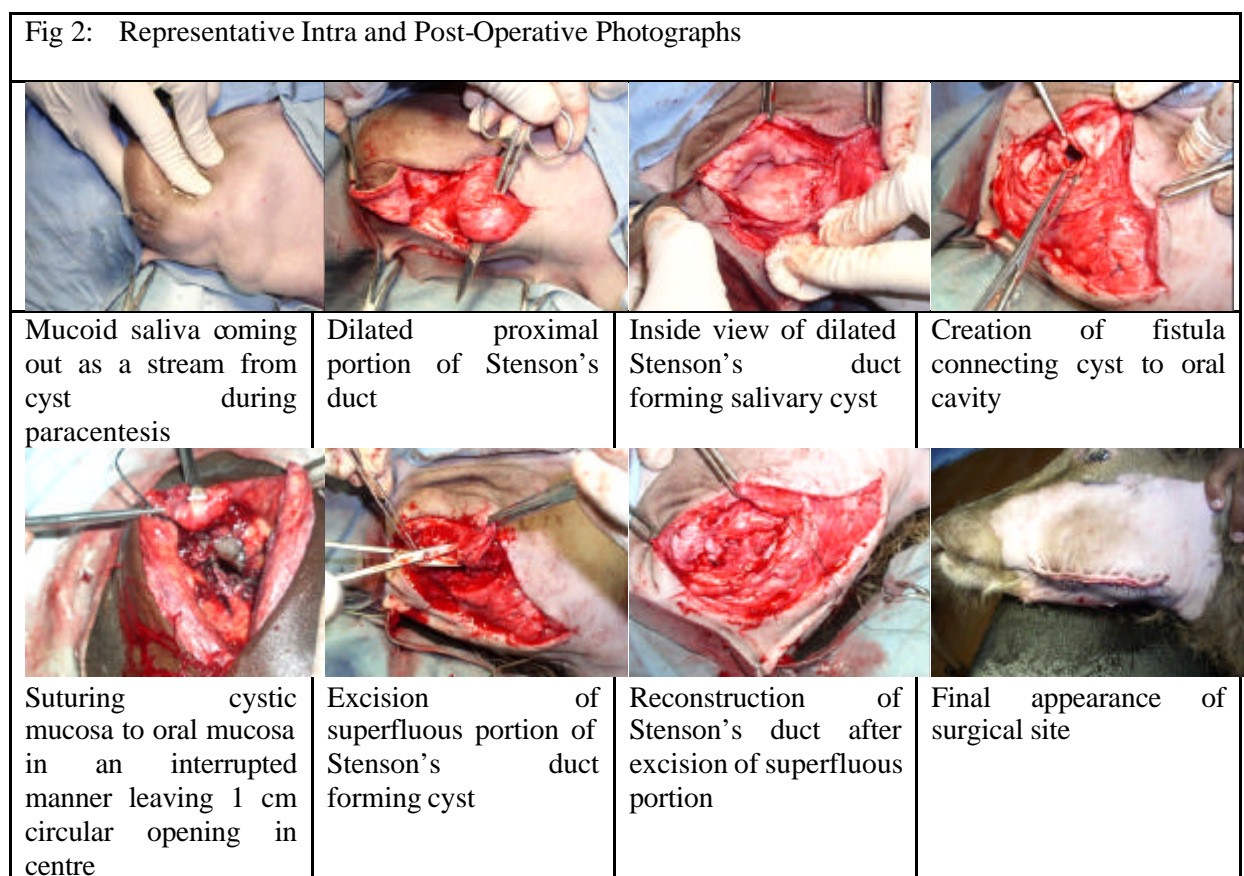 Fig 2: Representative Intra and Post-Operative Photographs
Mucoid saliva coming
out as a stream from
cyst during
paracentesis
Dilated proximal
portion of Stenson's
duct
Inside view of dilated
Stenson's duct
forming salivary cyst
Creation of fistula
connecting cyst to oral
cavity
Suturing cystic
mucosa to oral mucosa
in an interrupted
manner leaving 1 cm
circular opening in
centre
Excision of
superfluous portion of
Stenson's duct
forming cyst
Reconstruction of
Stenson's duct after
excision of superfluous
portion
Final appearance of
surgical site